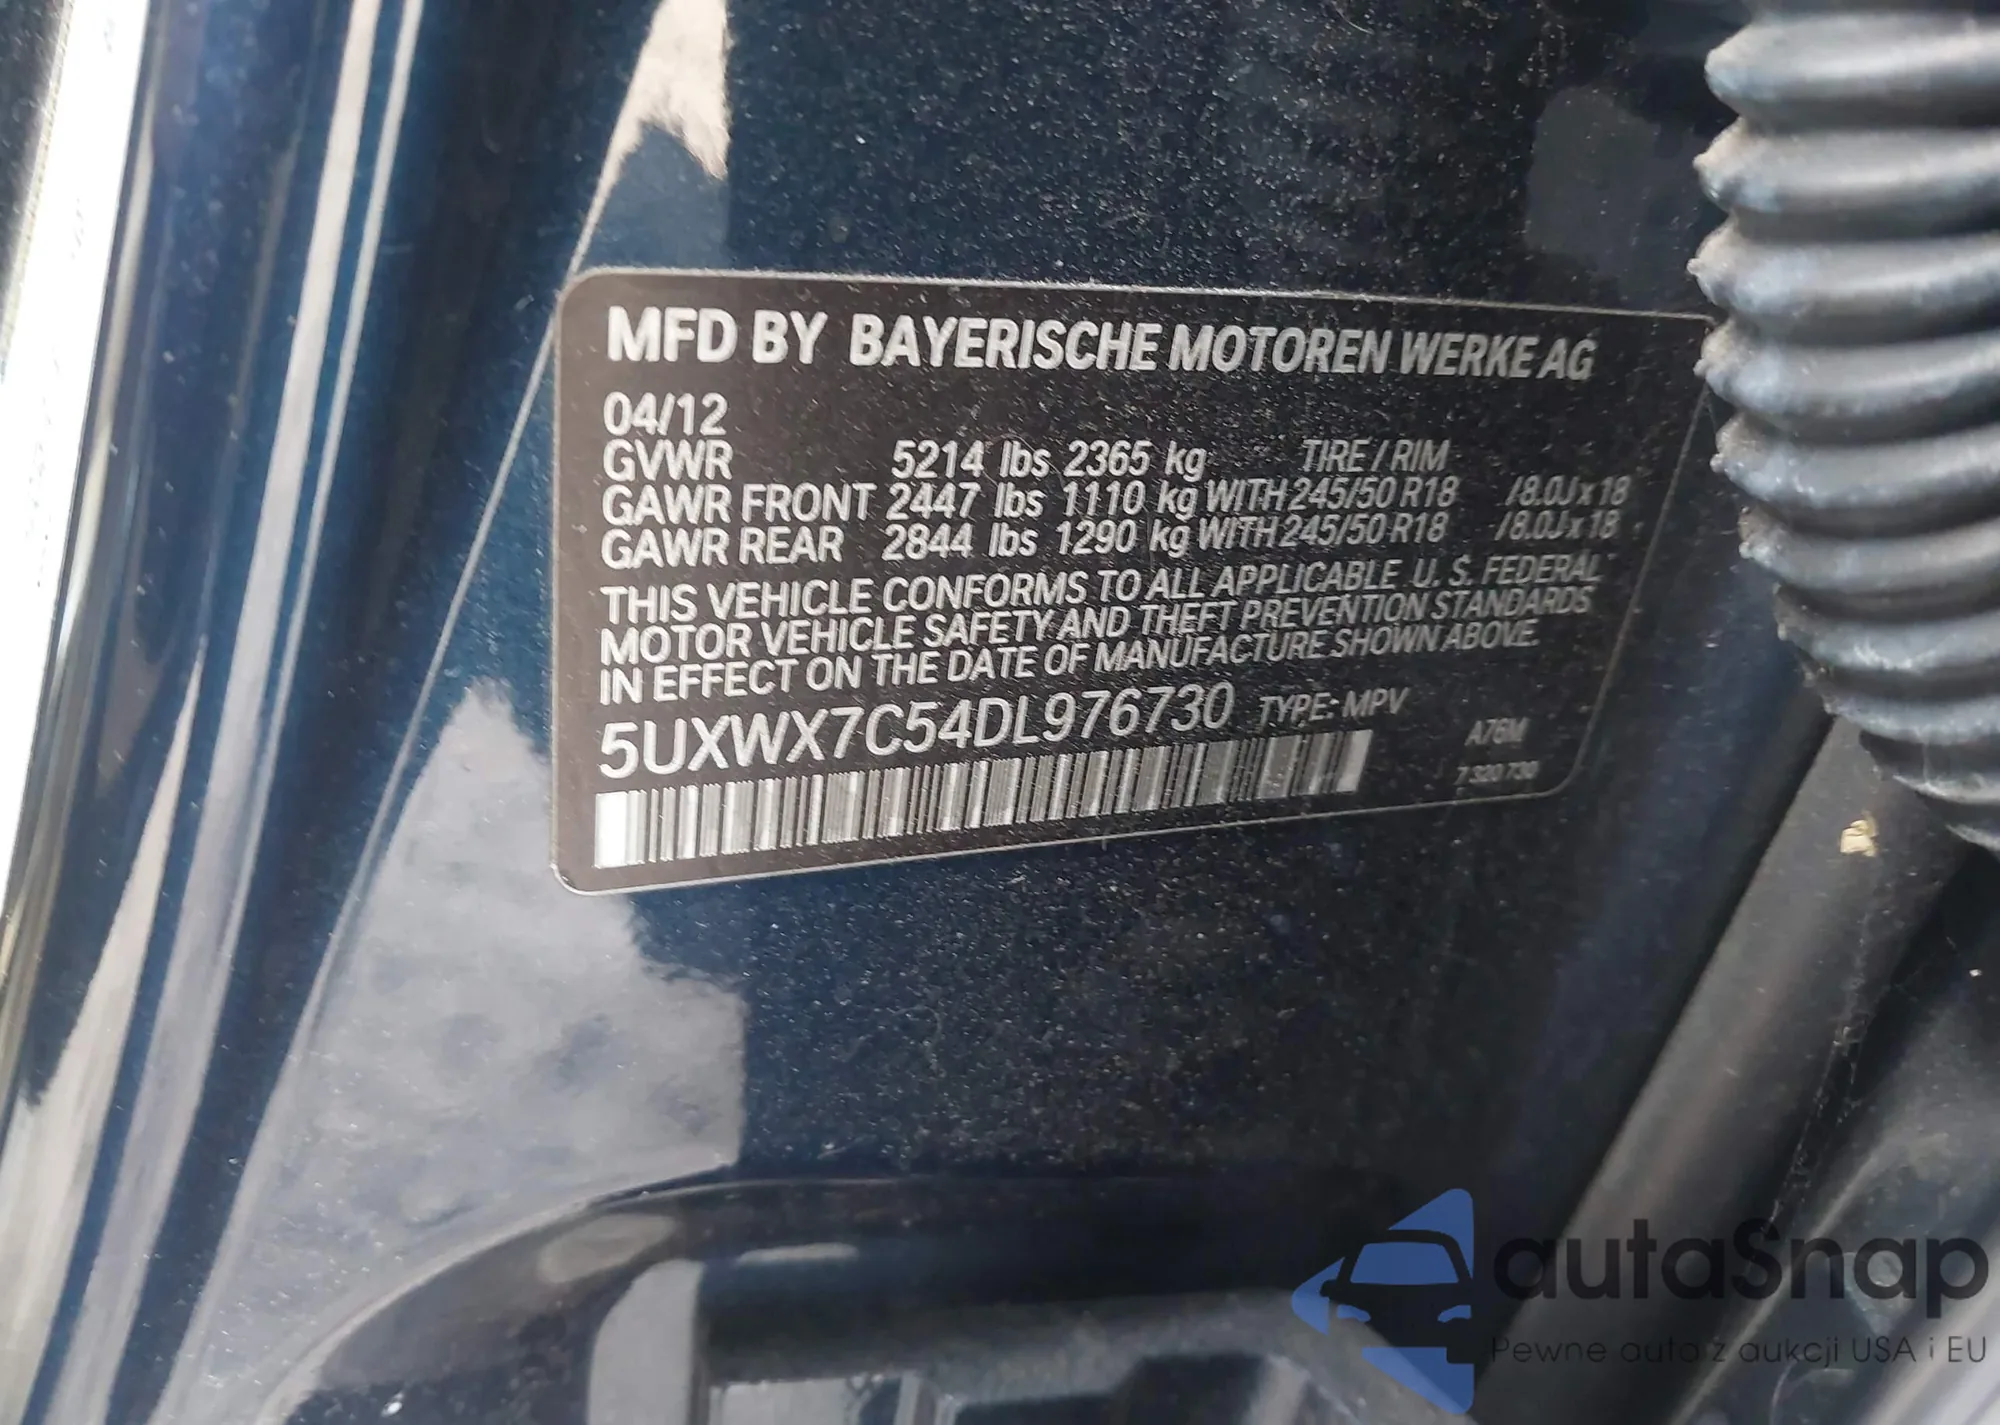 MFD BY BAYERISCHE MOTOREN WERKE AG
04/12
GVWR 5214 lbs 2365 kg TIRE / RIM
GAWR FRONT 2447 lbs 1110 kg WITH 245/50 R18 /8.0J x 18
GAWR REAR 2844 lbs 1290 kg WITH 245/50 R18 /8.0J x 18
THIS VEHICLE CONFORMS TO ALL APPLICABLE U. S. FEDERAL
MOTOR VEHICLE SAFETY AND THEFT PREVENTION STANDARDS
IN EFFECT ON THE DATE OF MANUFACTURE SHOWN ABOVE.
5UXWX7C54DL976730 TYPE: MPV
A76M
7 320 730
autaSnap
Pewne auta z aukcji USA i EU